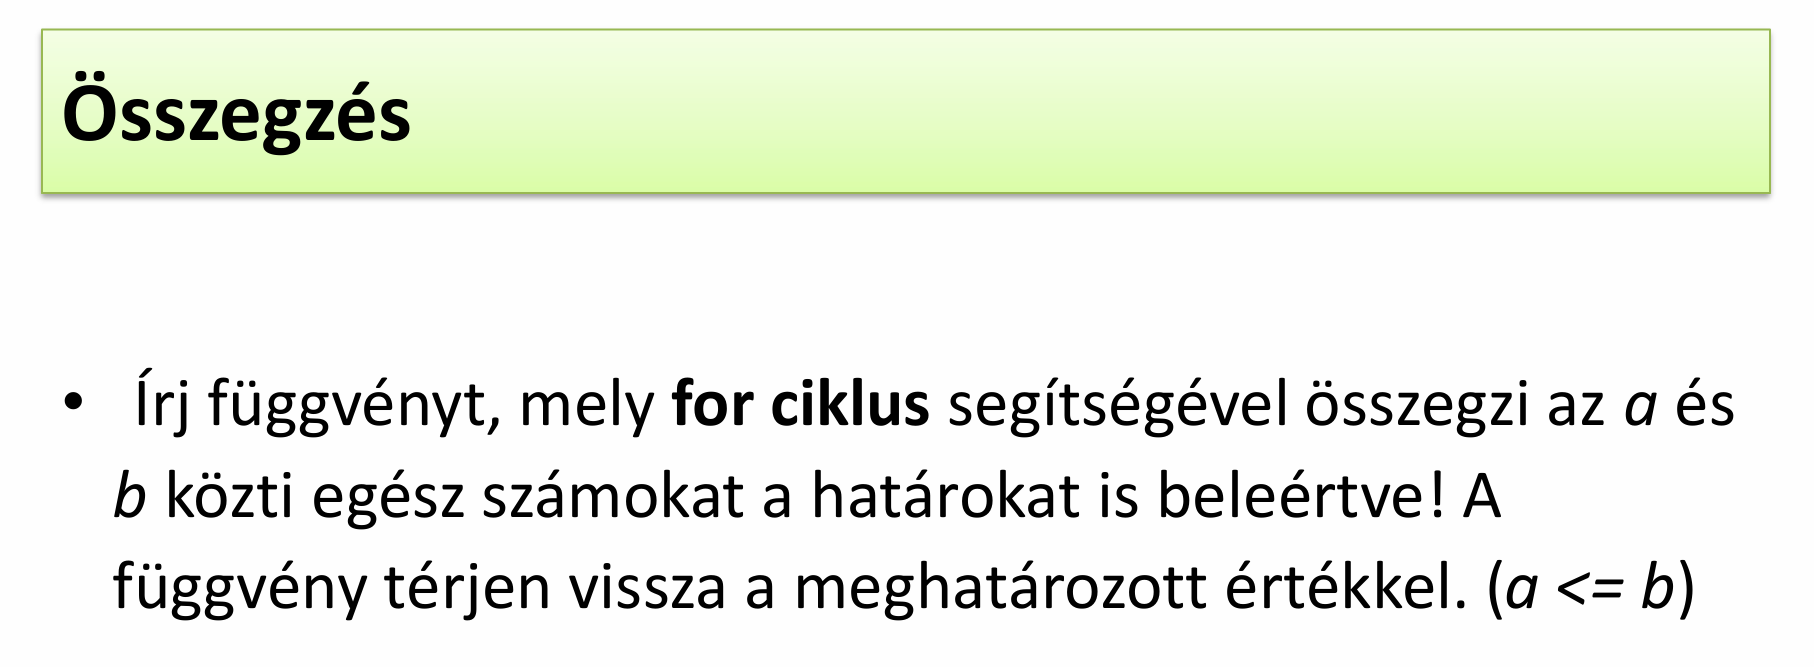 Összegzés
• Írj függvényt, mely for ciklus segítségével összegzi az a és
b közti egész számokat a határokat is beleértve! A
függvény térjen vissza a meghatározott értékkel. (a <= b)